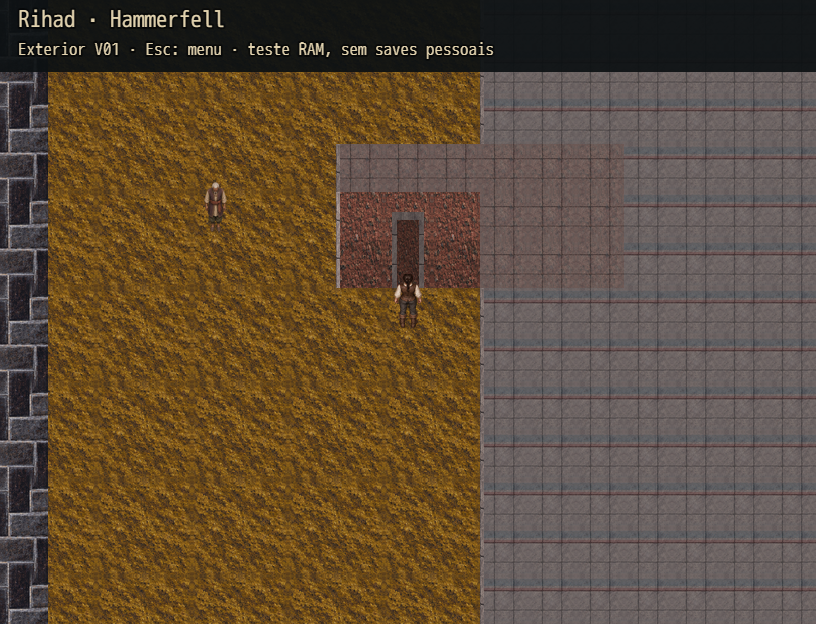 Rihad · Hammerfell
Exterior V01 · Esc: menu · teste RAM, sem saves pessoais